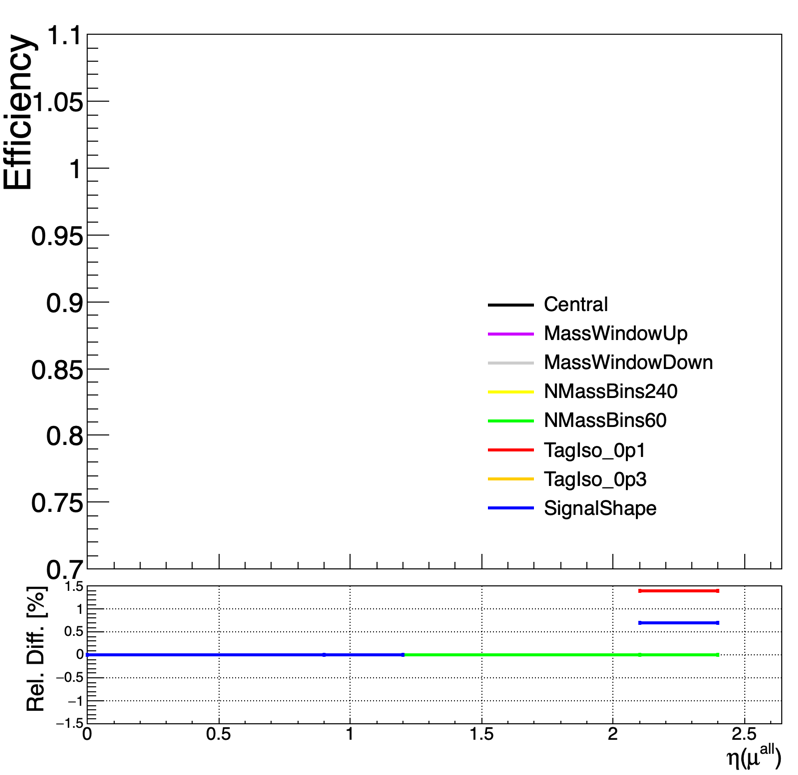 Efficiency
1.1
1.05
1
0.95
0.9
0.85
0.8
0.75
0.7
Central
MassWindowUp
MassWindowDown
NMassBins240
NMassBins60
TagIso_0p1
TagIso_0p3
SignalShape
Rel. Diff. [%]
1.5
1
0.5
0
−0.5
−1
−1.5
0 0.5 1 1.5 2 2.5
η(μ^all)